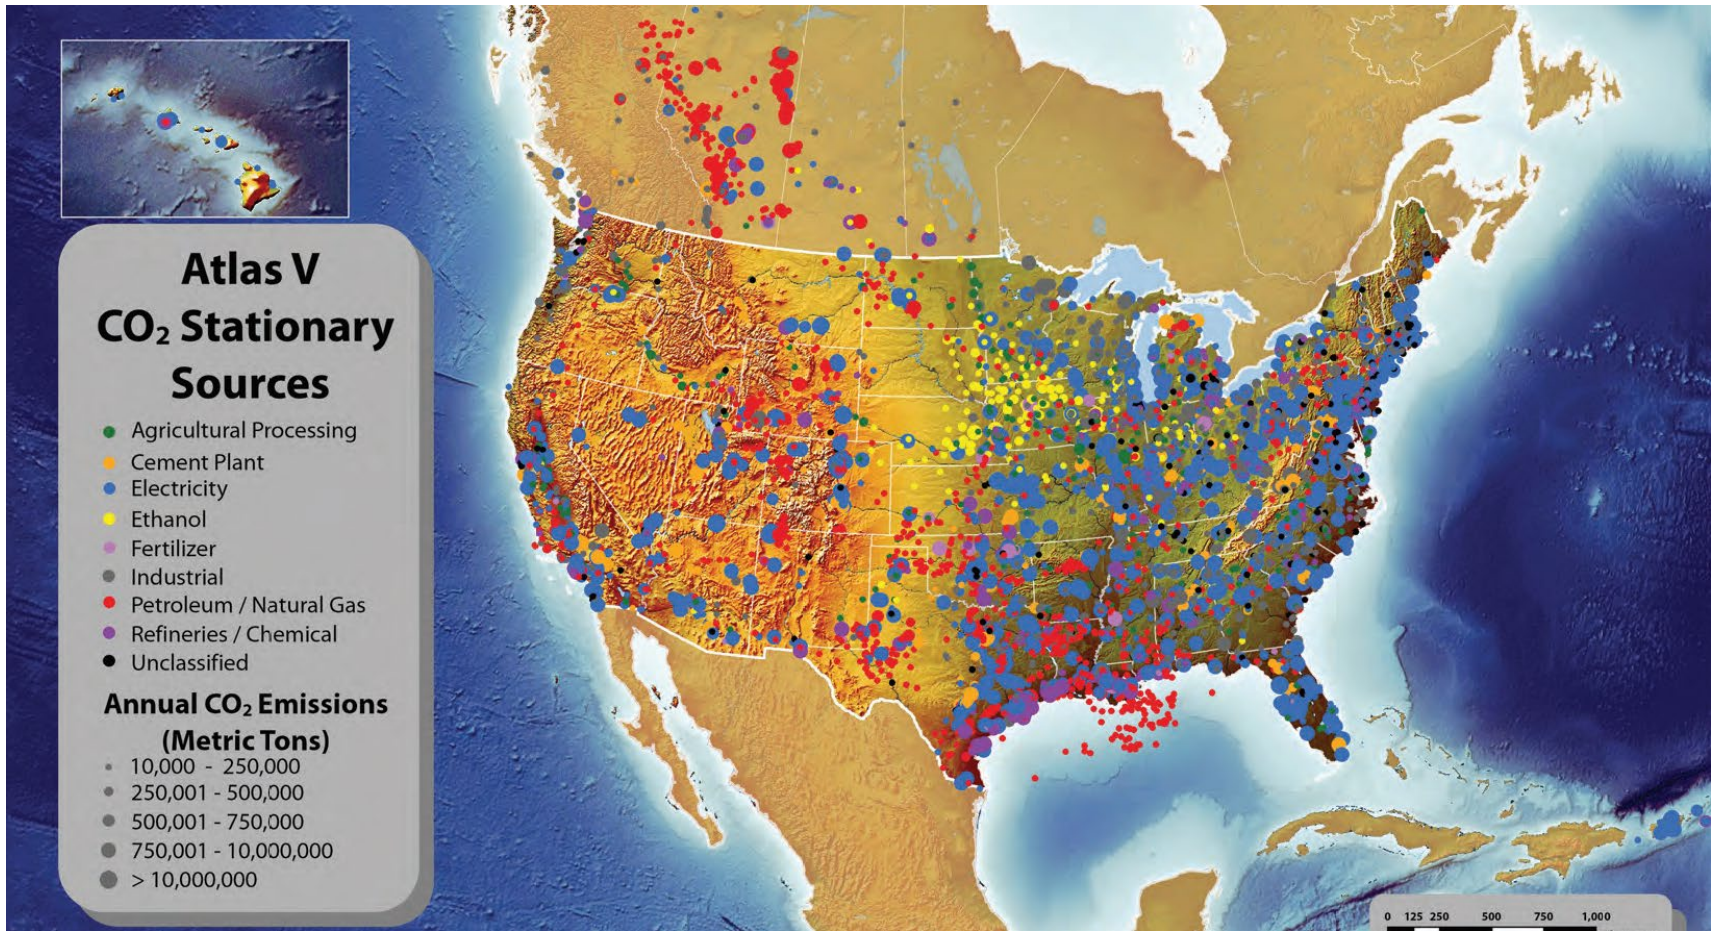 Atlas V
CO₂ Stationary
Sources
Agricultural Processing
Cement Plant
Electricity
Ethanol
Fertilizer
Industrial
Petroleum / Natural Gas
Refineries / Chemical
Unclassified
Annual CO₂ Emissions
(Metric Tons)
10,000 - 250,000
250,001 - 500,000
500,001 - 750,000
750,001 - 10,000,000
> 10,000,000
0 125 250 500 750 1,000